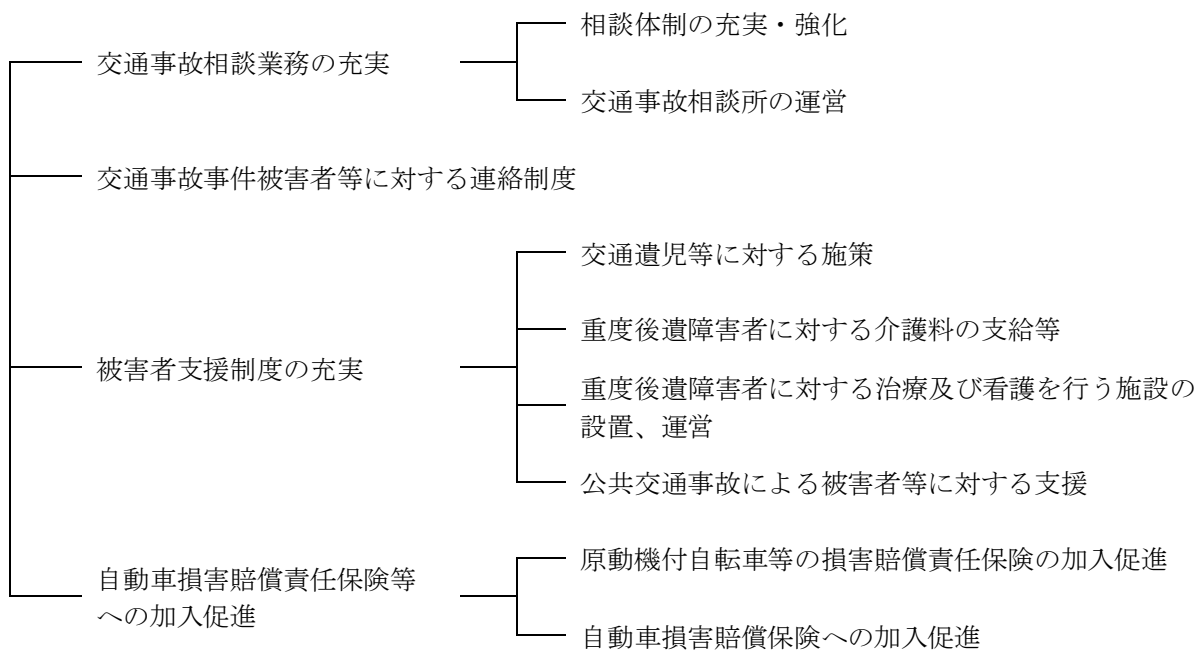 交通事故相談業務の充実
相談体制の充実・強化
交通事故相談所の運営
交通事故事件被害者等に対する連絡制度
被害者支援制度の充実
交通遺児等に対する施策
重度後遺障害者に対する介護料の支給等
重度後遺障害者に対する治療及び看護を行う施設の
設置、運営
公共交通事故による被害者等に対する支援
自動車損害賠償責任保険等
への加入促進
原動機付自転車等の損害賠償責任保険の加入促進
自動車損害賠償保険への加入促進